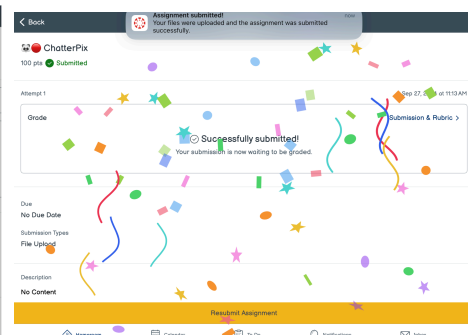 Back
Assignment submitted!
now
Your files were uploaded and the assignment was submitted
successfully.
ChatterPix
100 pts Submitted
Attempt 1
Sep 27, at 11:13 AM
Grade
Submission & Rubric >
Successfully submitted!
Your submission is now waiting to be graded.
Due
No Due Date
Submission Types
File Upload
Description
No Content
Resubmit Assignment
Homeroom
Calendar
To Do
Notifications
Inbox